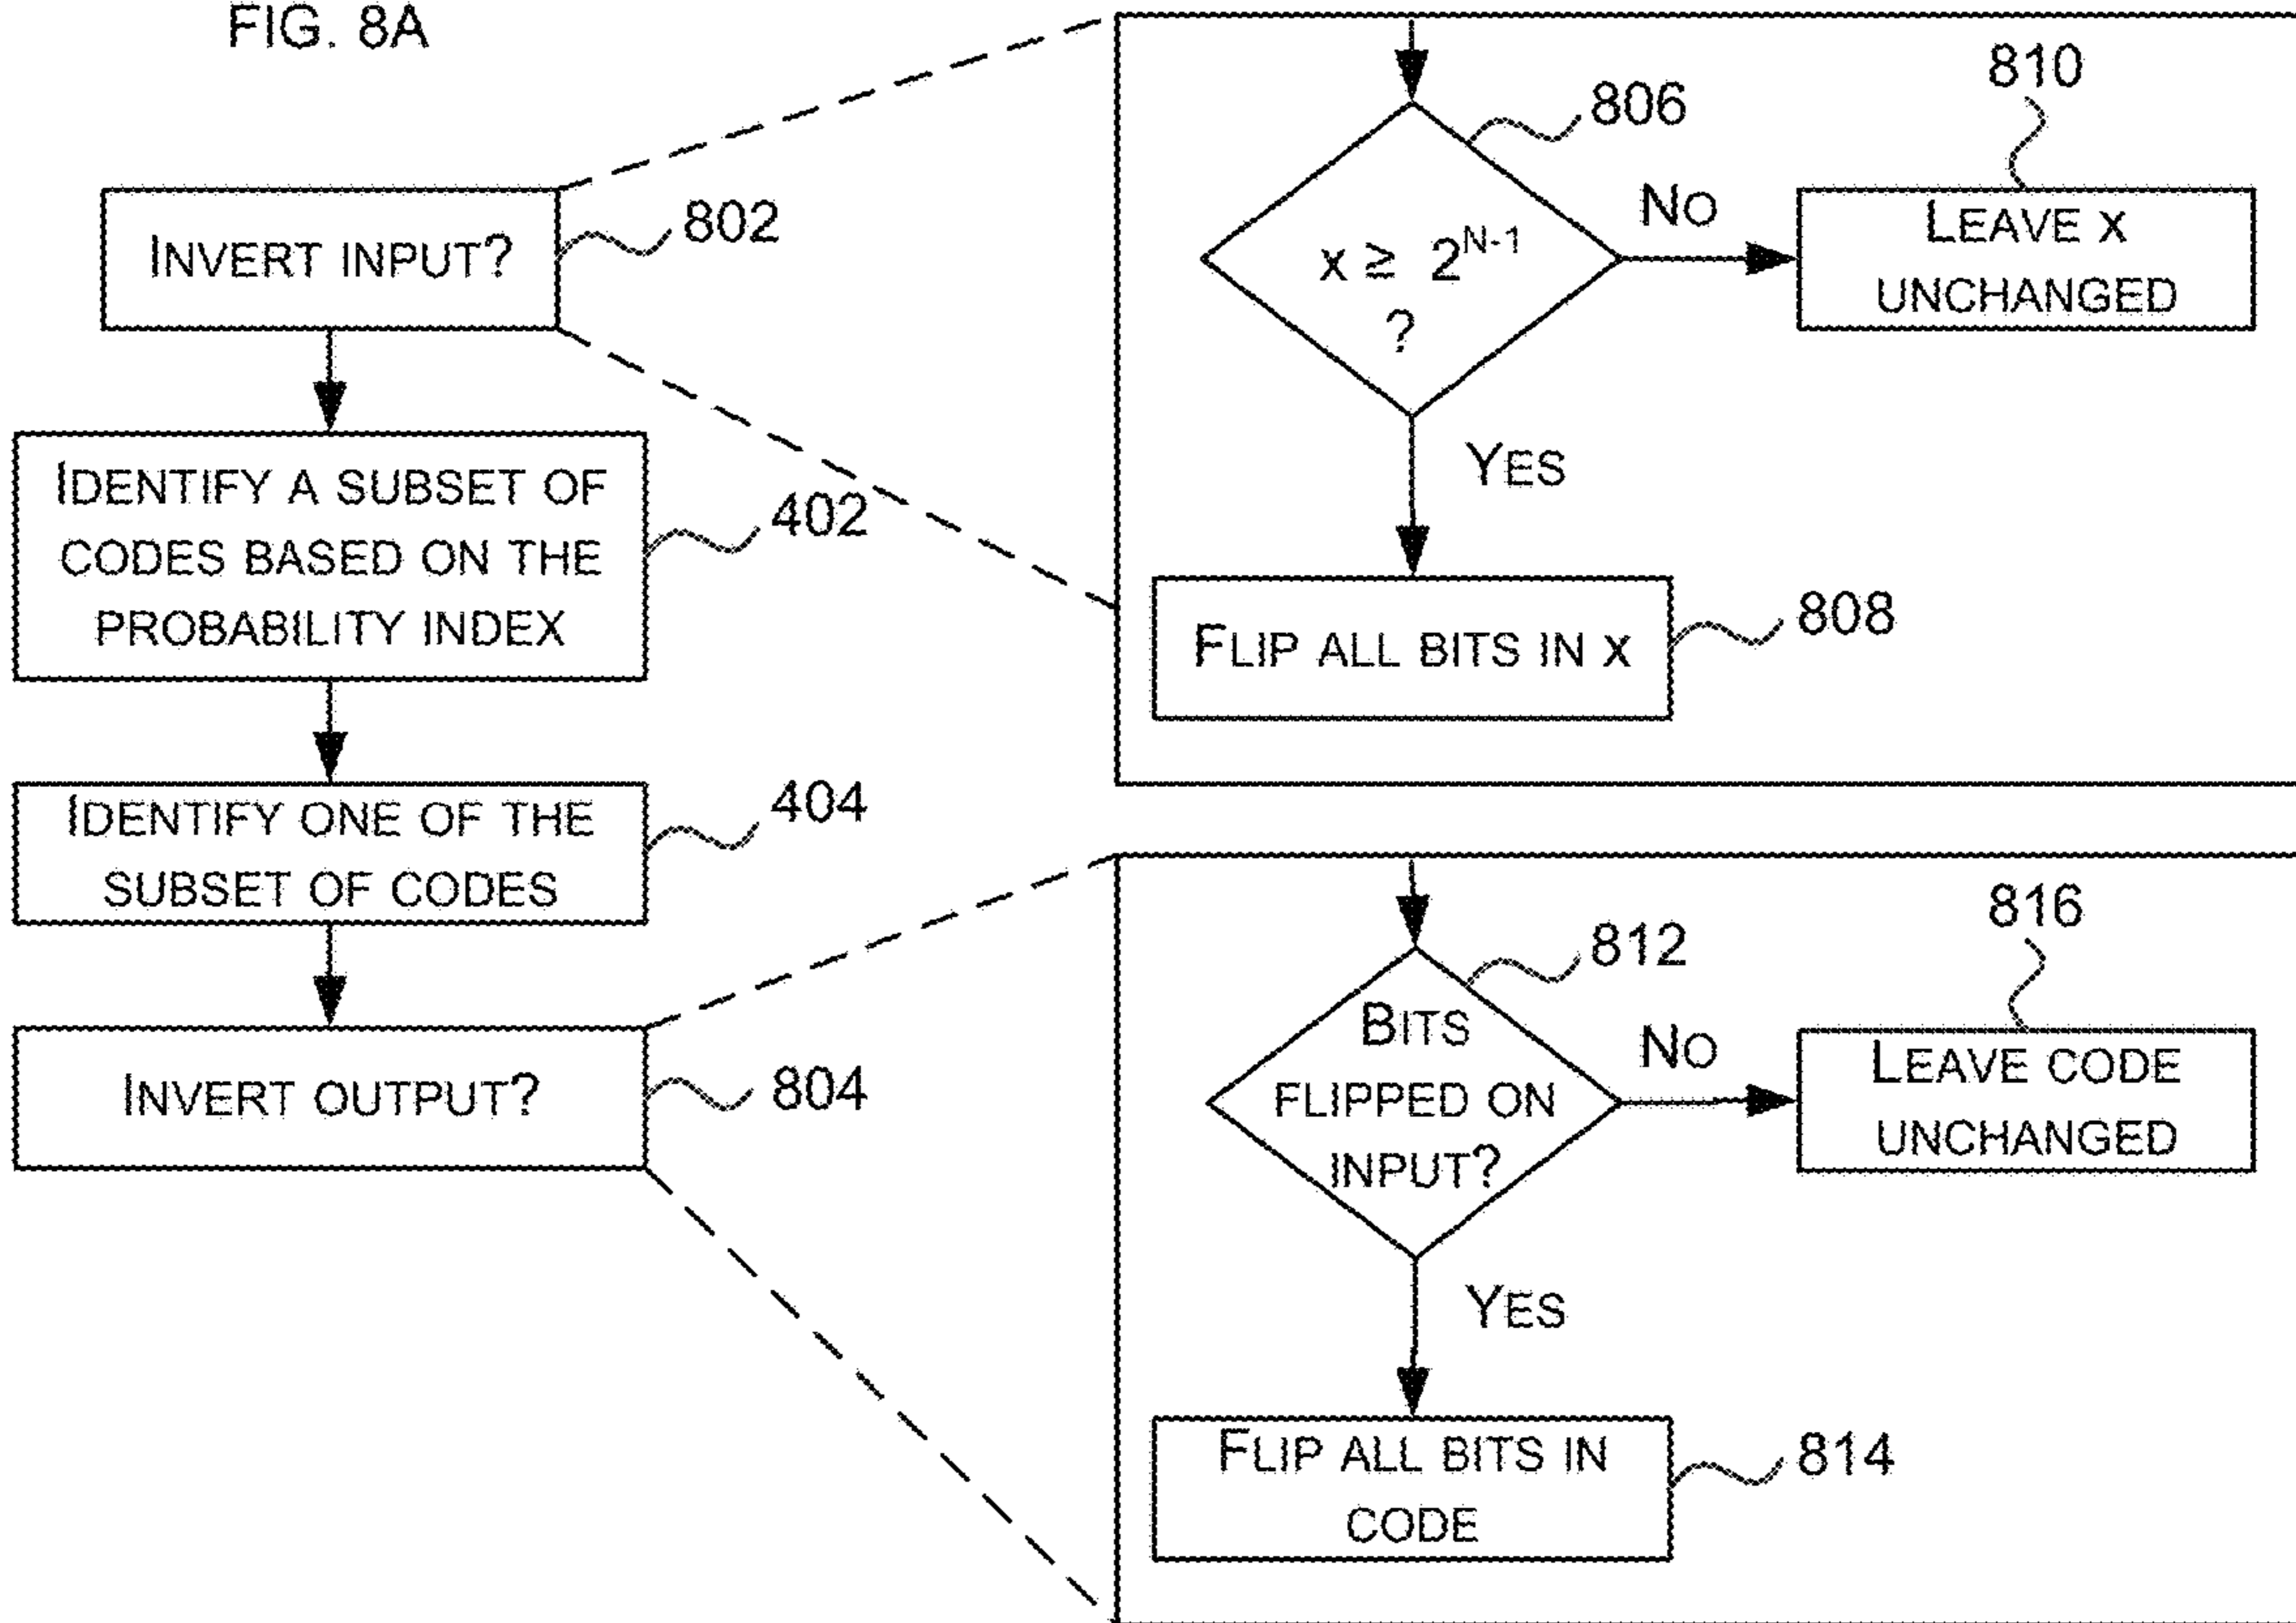 FIG. 8A
INVERT INPUT?
802
IDENTIFY A SUBSET OF
CODES BASED ON THE
PROBABILITY INDEX
402
IDENTIFY ONE OF THE
SUBSET OF CODES
404
INVERT OUTPUT?
804
806
x ≥ 2^N-1
?
NO
810
LEAVE X
UNCHANGED
YES
FLIP ALL BITS IN X
808
812
BITS
FLIPPED ON
INPUT?
NO
816
LEAVE CODE
UNCHANGED
YES
FLIP ALL BITS IN
CODE
814